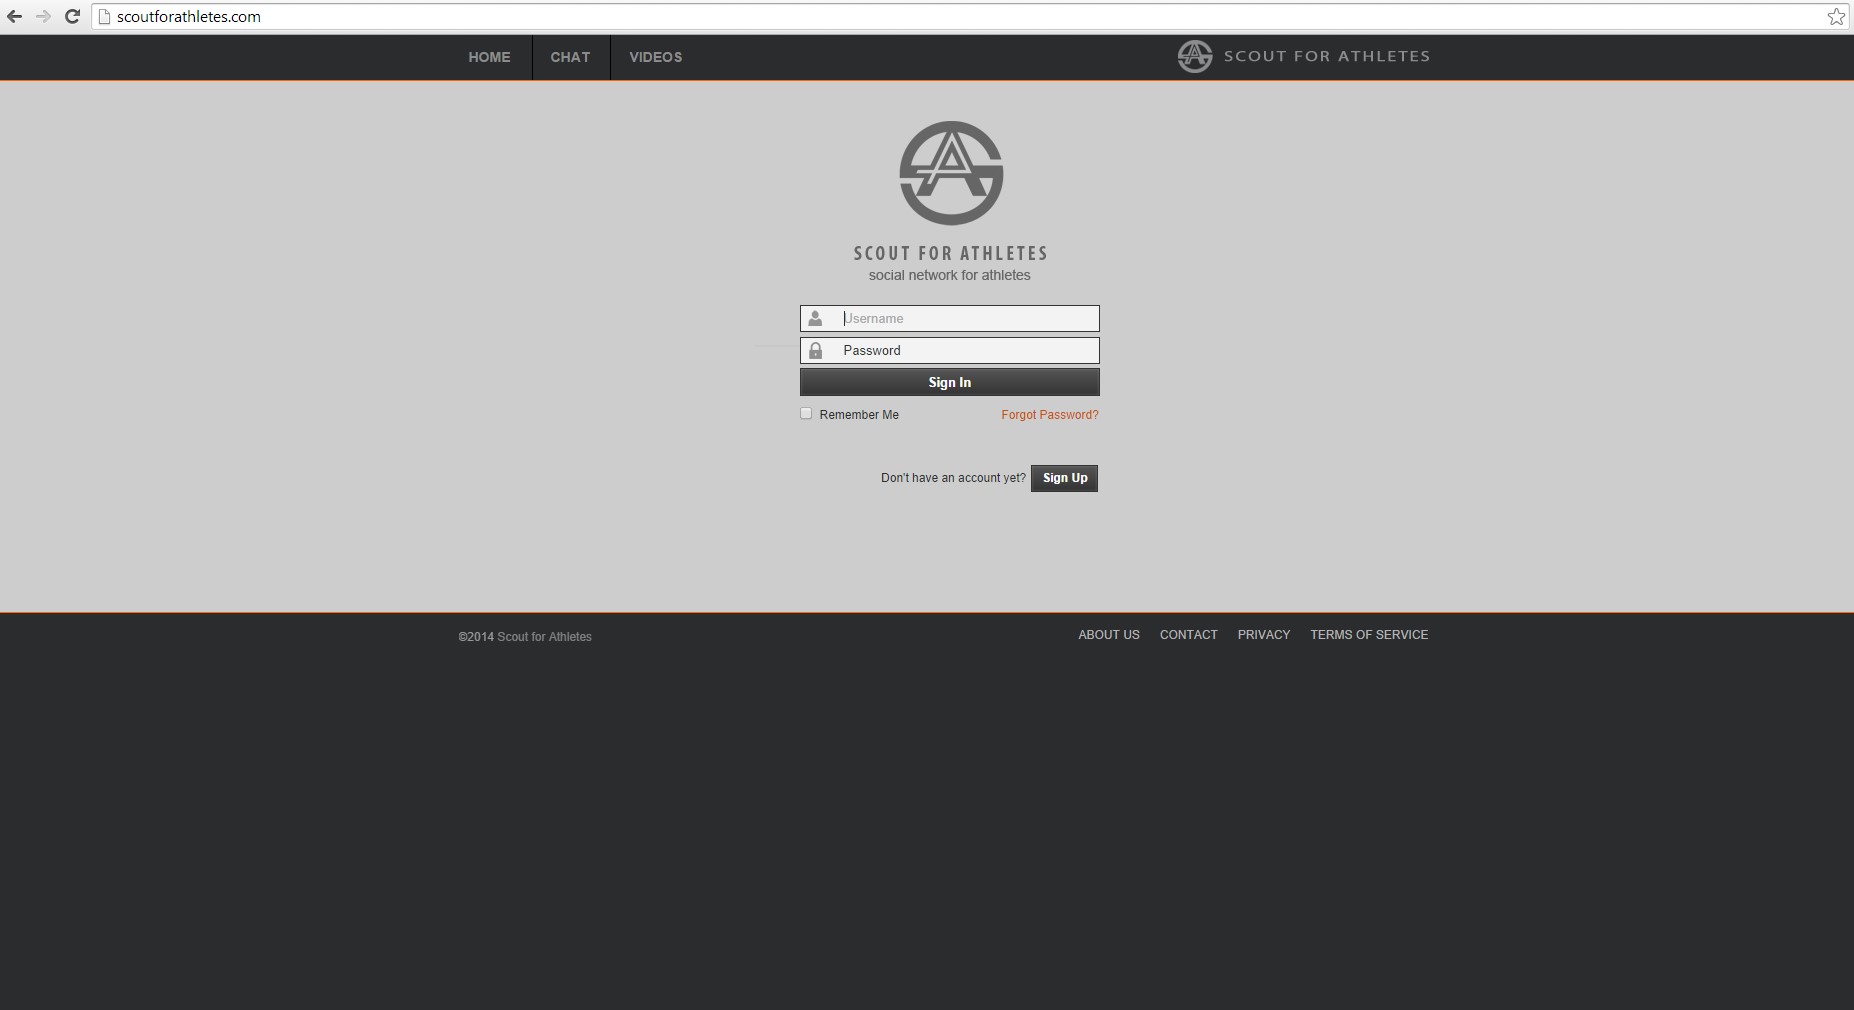 scoutforathletes.com
HOME CHAT VIDEOS SCOUT FOR ATHLETES
SCOUT FOR ATHLETES
social network for athletes
Username
Password
Sign In
Remember Me Forgot Password?
Don't have an account yet? Sign Up
©2014 Scout for Athletes ABOUT US CONTACT PRIVACY TERMS OF SERVICE